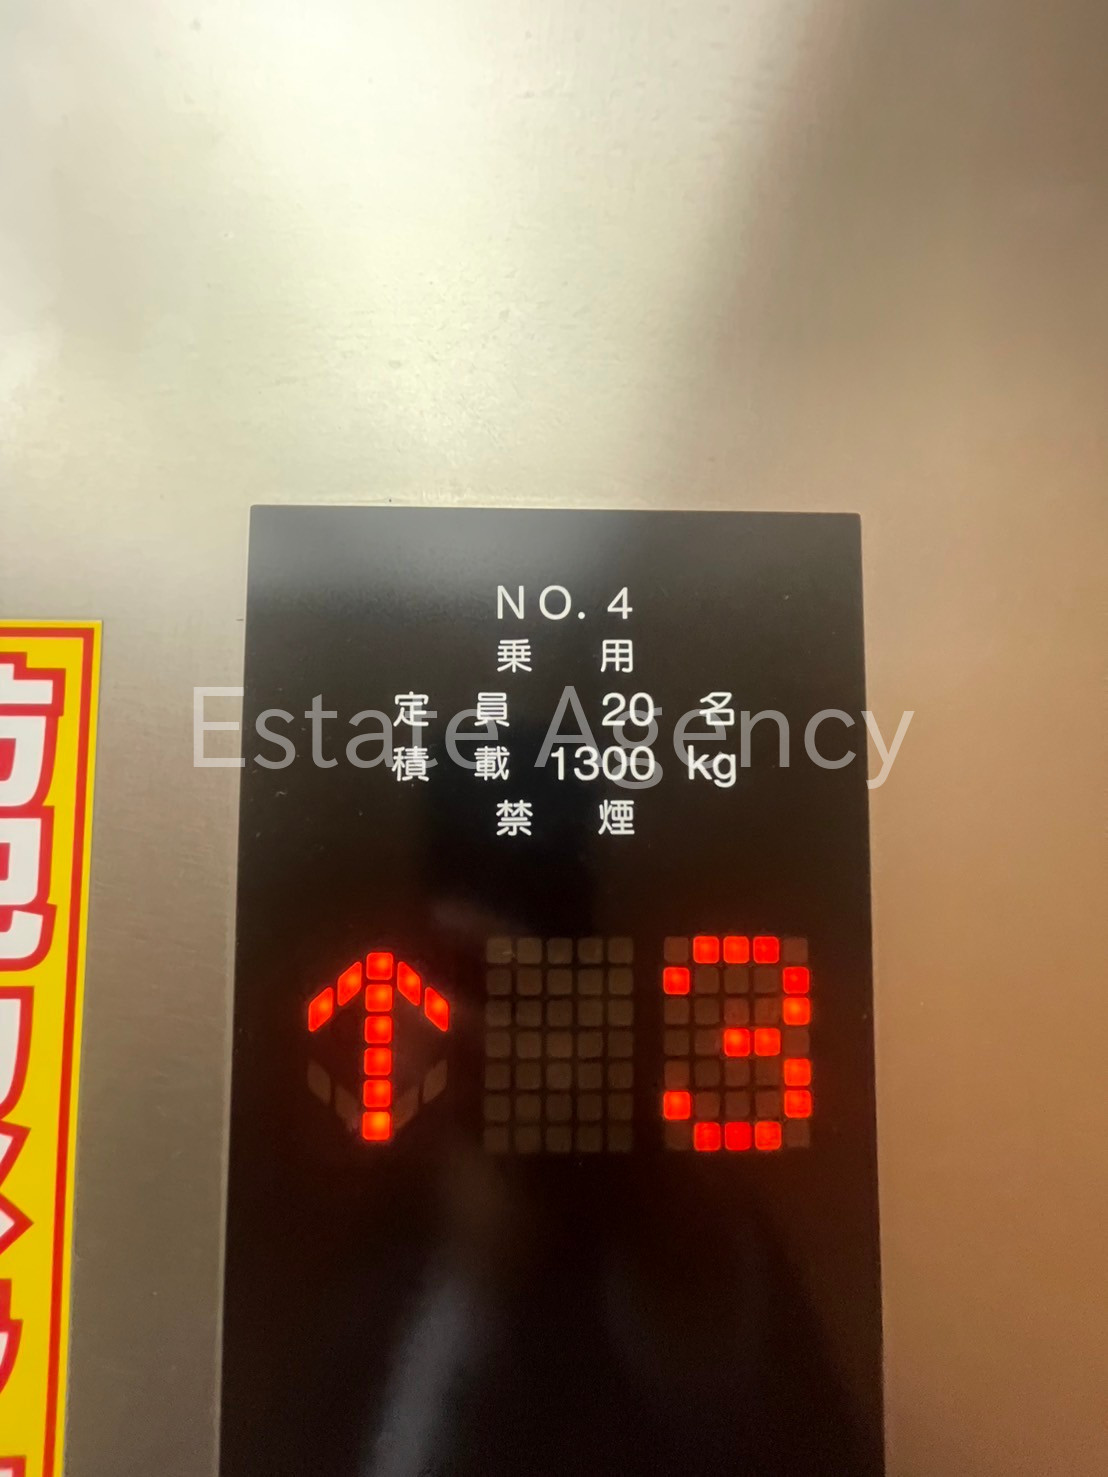 NO. 4
乗 用
定 員 20 名
積 載 1300 kg
禁 煙
↑ 3
Estate Agency